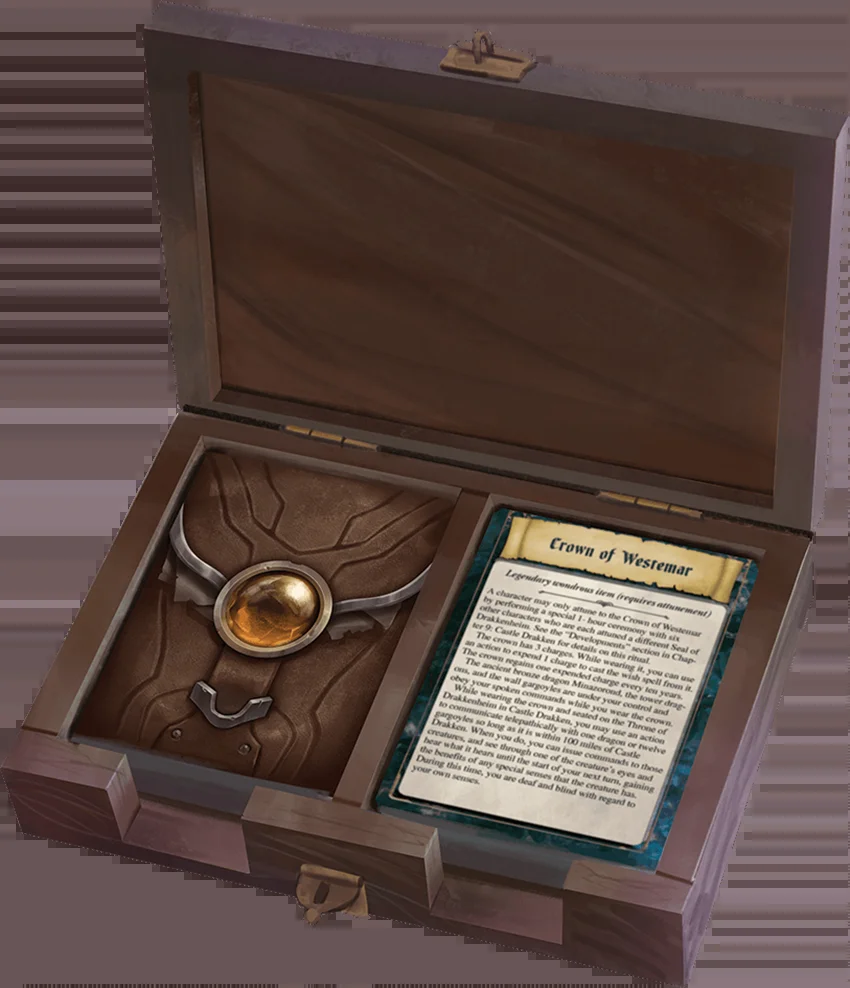 Crown of Westemar
Legendary wondrous item (requires attunement)
A character may only attune to the Crown of Westemar
by performing a special 1- hour ceremony with six
other characters who are each attuned a different Seal of
Drakkenheim. See the "Developments" section in Chap-
ter 9: Castle Drakken for details on this ritual.
The crown has 3 charges. While wearing it, you can use
an action to expend 1 charge to cast the wish spell from it.
The crown regains one expended charge every ten years.
The ancient bronze dragon Minazorond, the tower drag-
ons, and the wall gargoyles are under your control and
obey your spoken commands while you wear the crown.
While wearing the crown and seated on the Throne of
Drakkenheim in Castle Drakken, you may use an action
to communicate telepathically with one dragon or twelve
gargoyles so long as it is within 100 miles of Castle
Drakken. When you do, you can issue commands to those
creatures, and see through one of the creature's eyes and
hear what it hears until the start of your next turn, gaining
the benefits of any special senses that the creature has.
During this time, you are deaf and blind with regard to
your own senses.